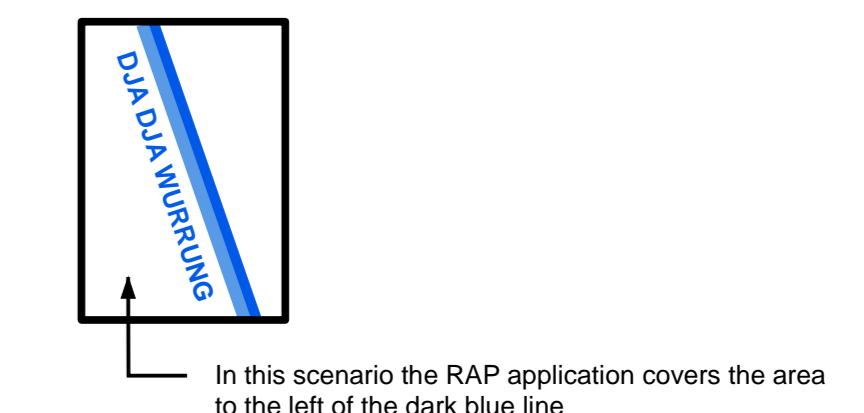 DJA DJA WURRUNG
In this scenario the RAP application covers the area
to the left of the dark blue line